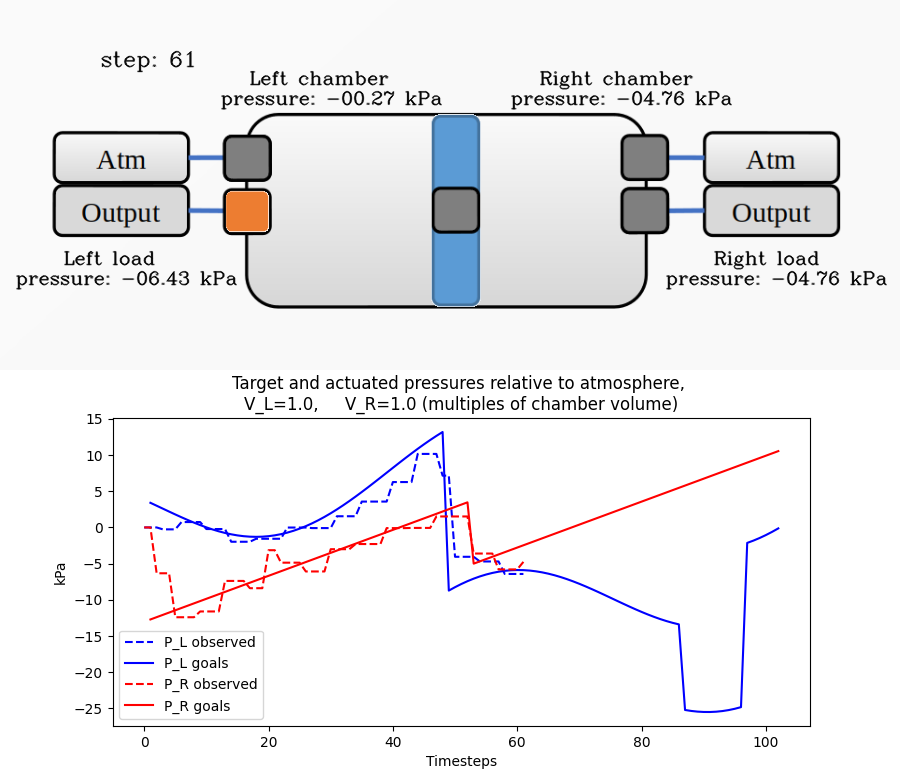 step: 61
Left chamber
pressure: −00.27 kPa
Right chamber
pressure: −04.76 kPa
Atm
Output
Atm
Output
Left load
pressure: −06.43 kPa
Right load
pressure: −04.76 kPa
Target and actuated pressures relative to atmosphere,
V_L=1.0, V_R=1.0 (multiples of chamber volume)
15
10
5
0
−5
−10
−15
−20
−25
kPa
P_L observed
P_L goals
P_R observed
P_R goals
0 20 40 60 80 100
Timesteps